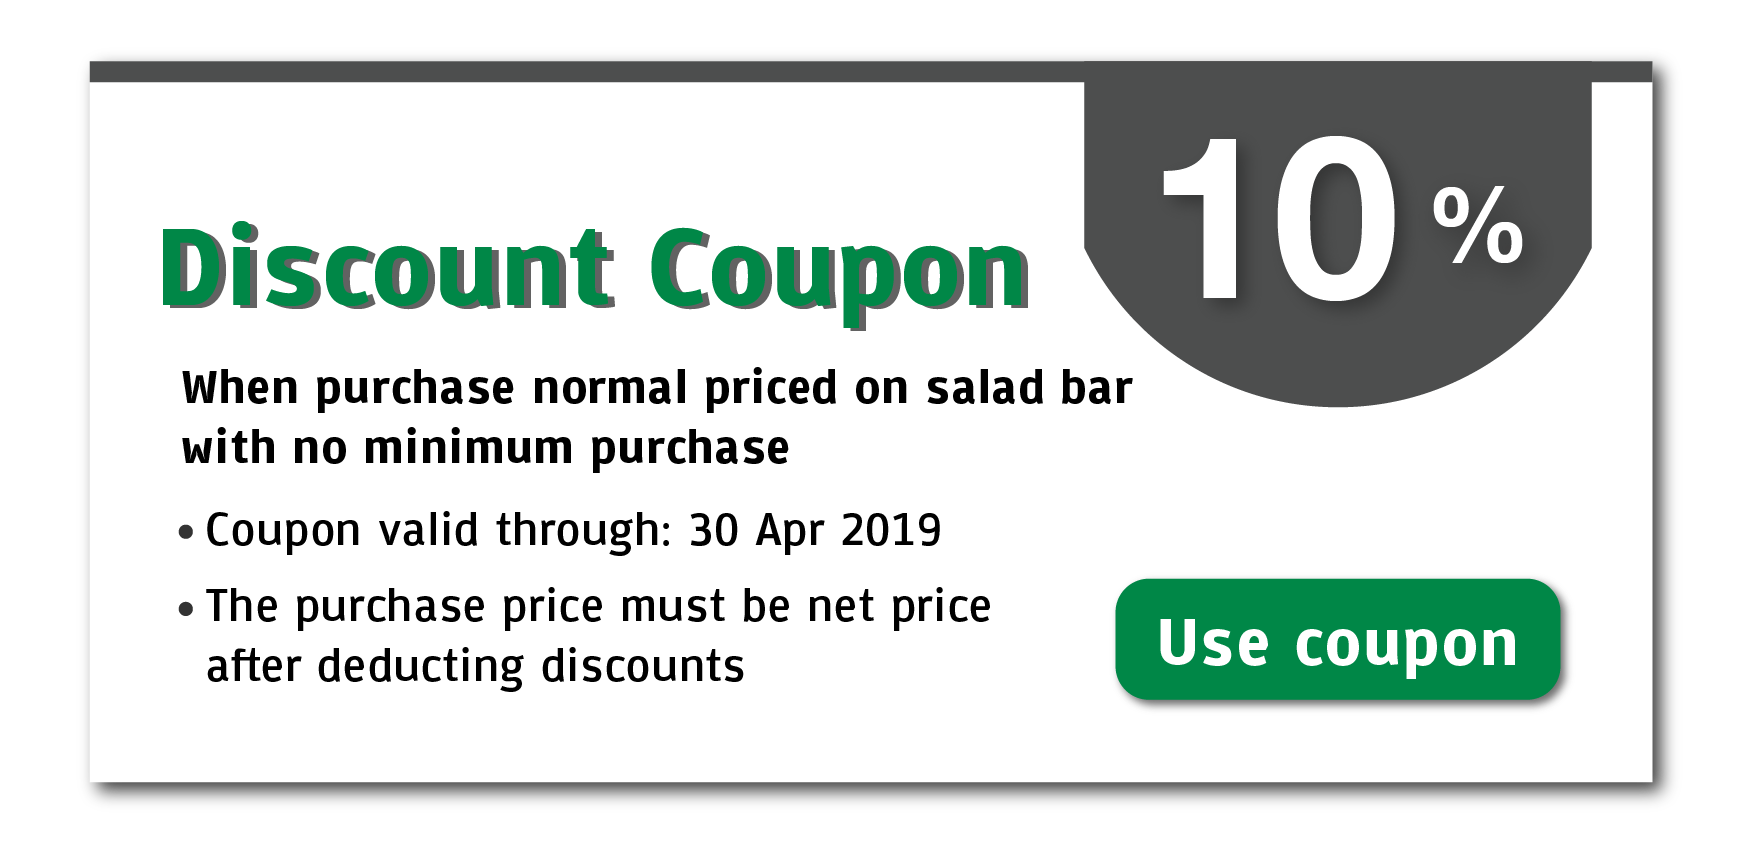 10 %
Discount Coupon
When purchase normal priced on salad bar
with no minimum purchase
• Coupon valid through: 30 Apr 2019
• The purchase price must be net price
after deducting discounts
Use coupon